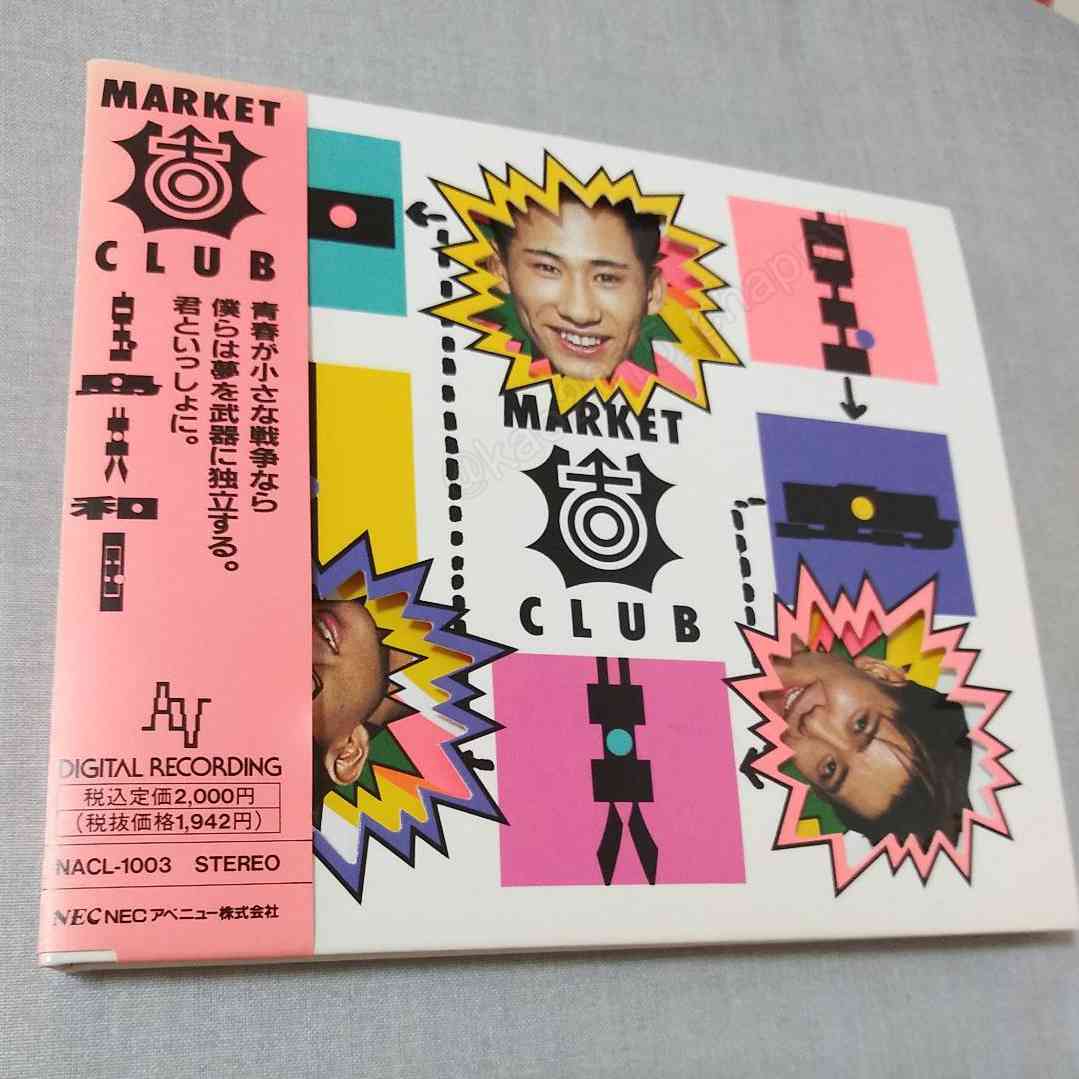 MARKET
CLUB
青春が小さな戦争なら
僕らは夢を武器に独立する。
君といっしょに。
和
DIGITAL RECORDING
税込定価2,000円
(税抜価格1,942円)
NACL-1003 STEREO
NEC NECアベニュー株式会社
MARKET
CLUB